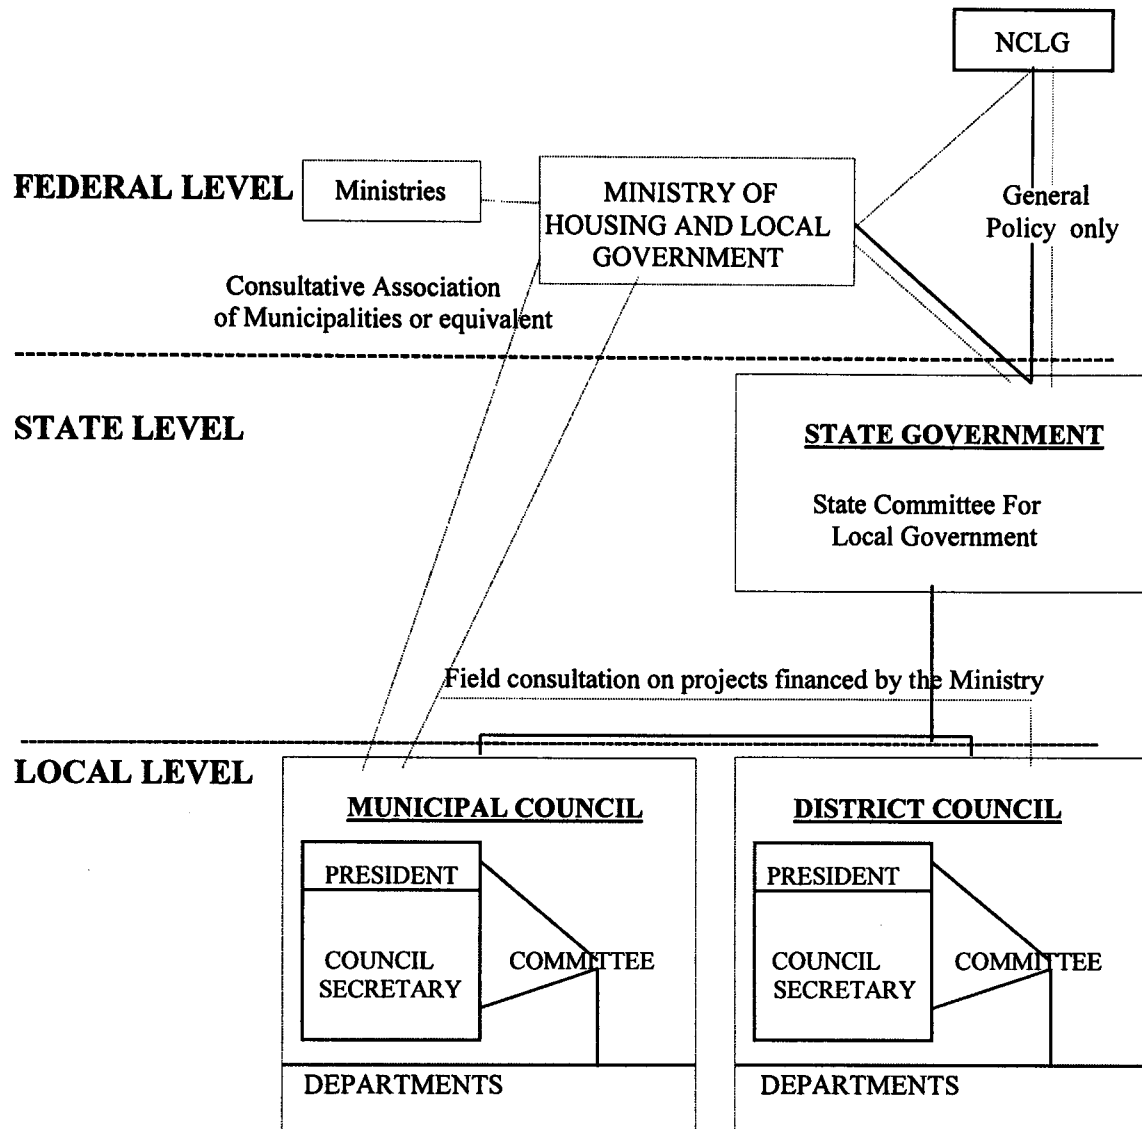 NCLG
FEDERAL LEVEL
Ministries
MINISTRY OF
HOUSING AND LOCAL
GOVERNMENT
General
Policy only
Consultative Association
of Municipalities or equivalent
STATE LEVEL
STATE GOVERNMENT
State Committee For
Local Government
Field consultation on projects financed by the Ministry
LOCAL LEVEL
MUNICIPAL COUNCIL
PRESIDENT
COUNCIL
SECRETARY
COMMITTEE
DEPARTMENTS
DISTRICT COUNCIL
PRESIDENT
COUNCIL
SECRETARY
COMMITTEE
DEPARTMENTS